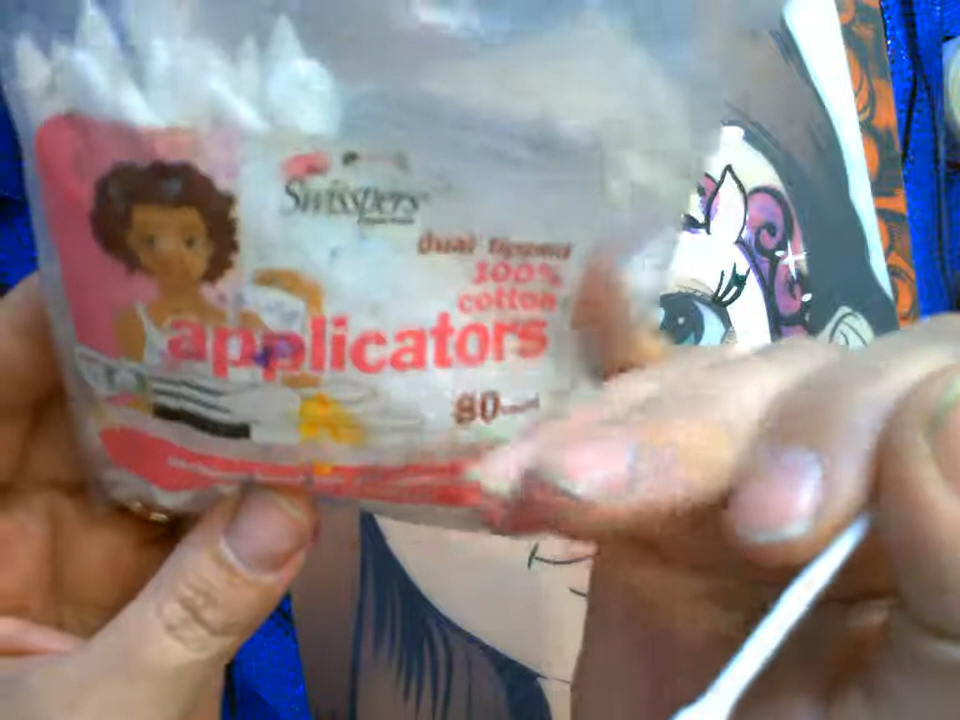 Swisspers
dual tipped
100%
cotton
applicators
80